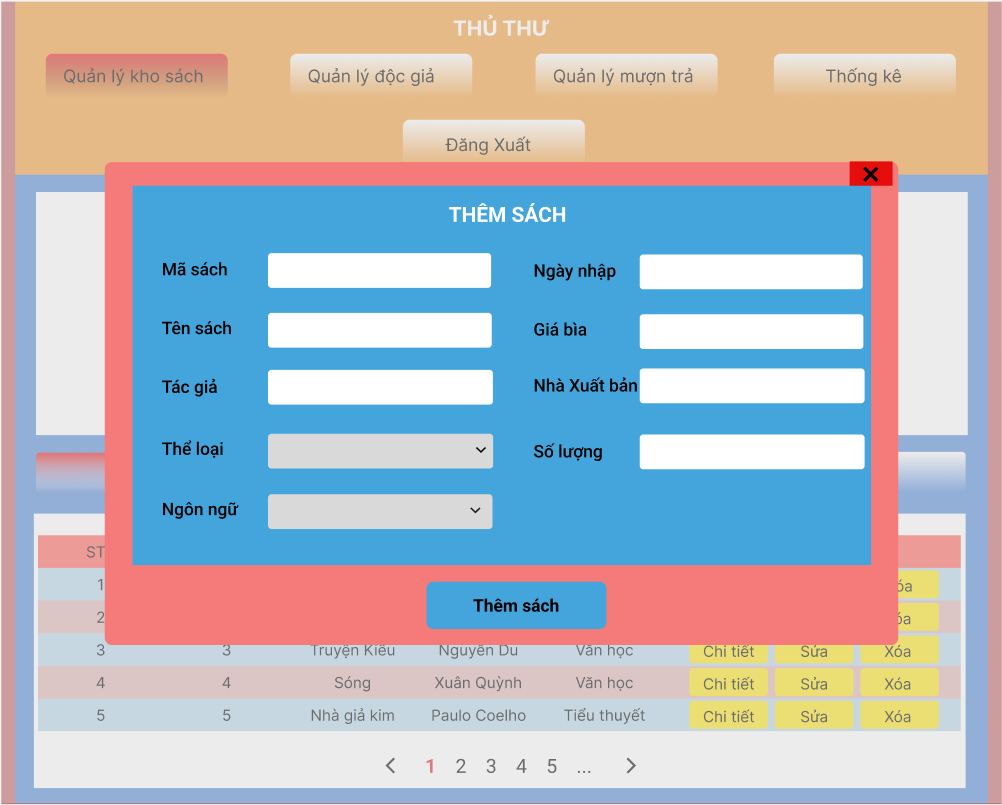 THỦ THƯ
Quản lý kho sách Quản lý độc giả Quản lý mượn trả Thống kê
Đăng Xuất
THÊM SÁCH
Mã sách Ngày nhập
Tên sách Giá bìa
Tác giả Nhà Xuất bản
Thể loại Số lượng
Ngôn ngữ
Thêm sách
1
2
3 3 Truyện Kiều Nguyễn Du Văn học Chi tiết Sửa Xóa
4 4 Sóng Xuân Quỳnh Văn học Chi tiết Sửa Xóa
5 5 Nhà giả kim Paulo Coelho Tiểu thuyết Chi tiết Sửa Xóa
1 2 3 4 5 ...